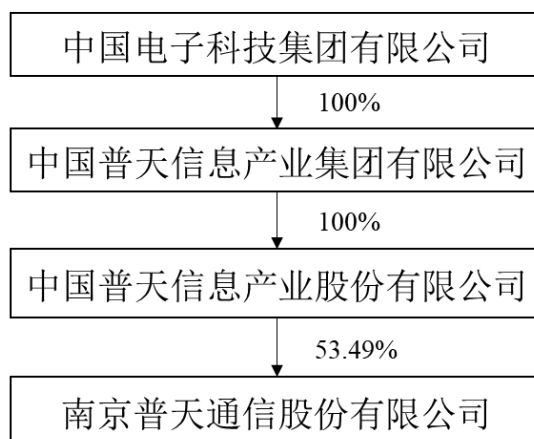 中国电子科技集团有限公司
100%
中国普天信息产业集团有限公司
100%
中国普天信息产业股份有限公司
53.49%
南京普天通信股份有限公司